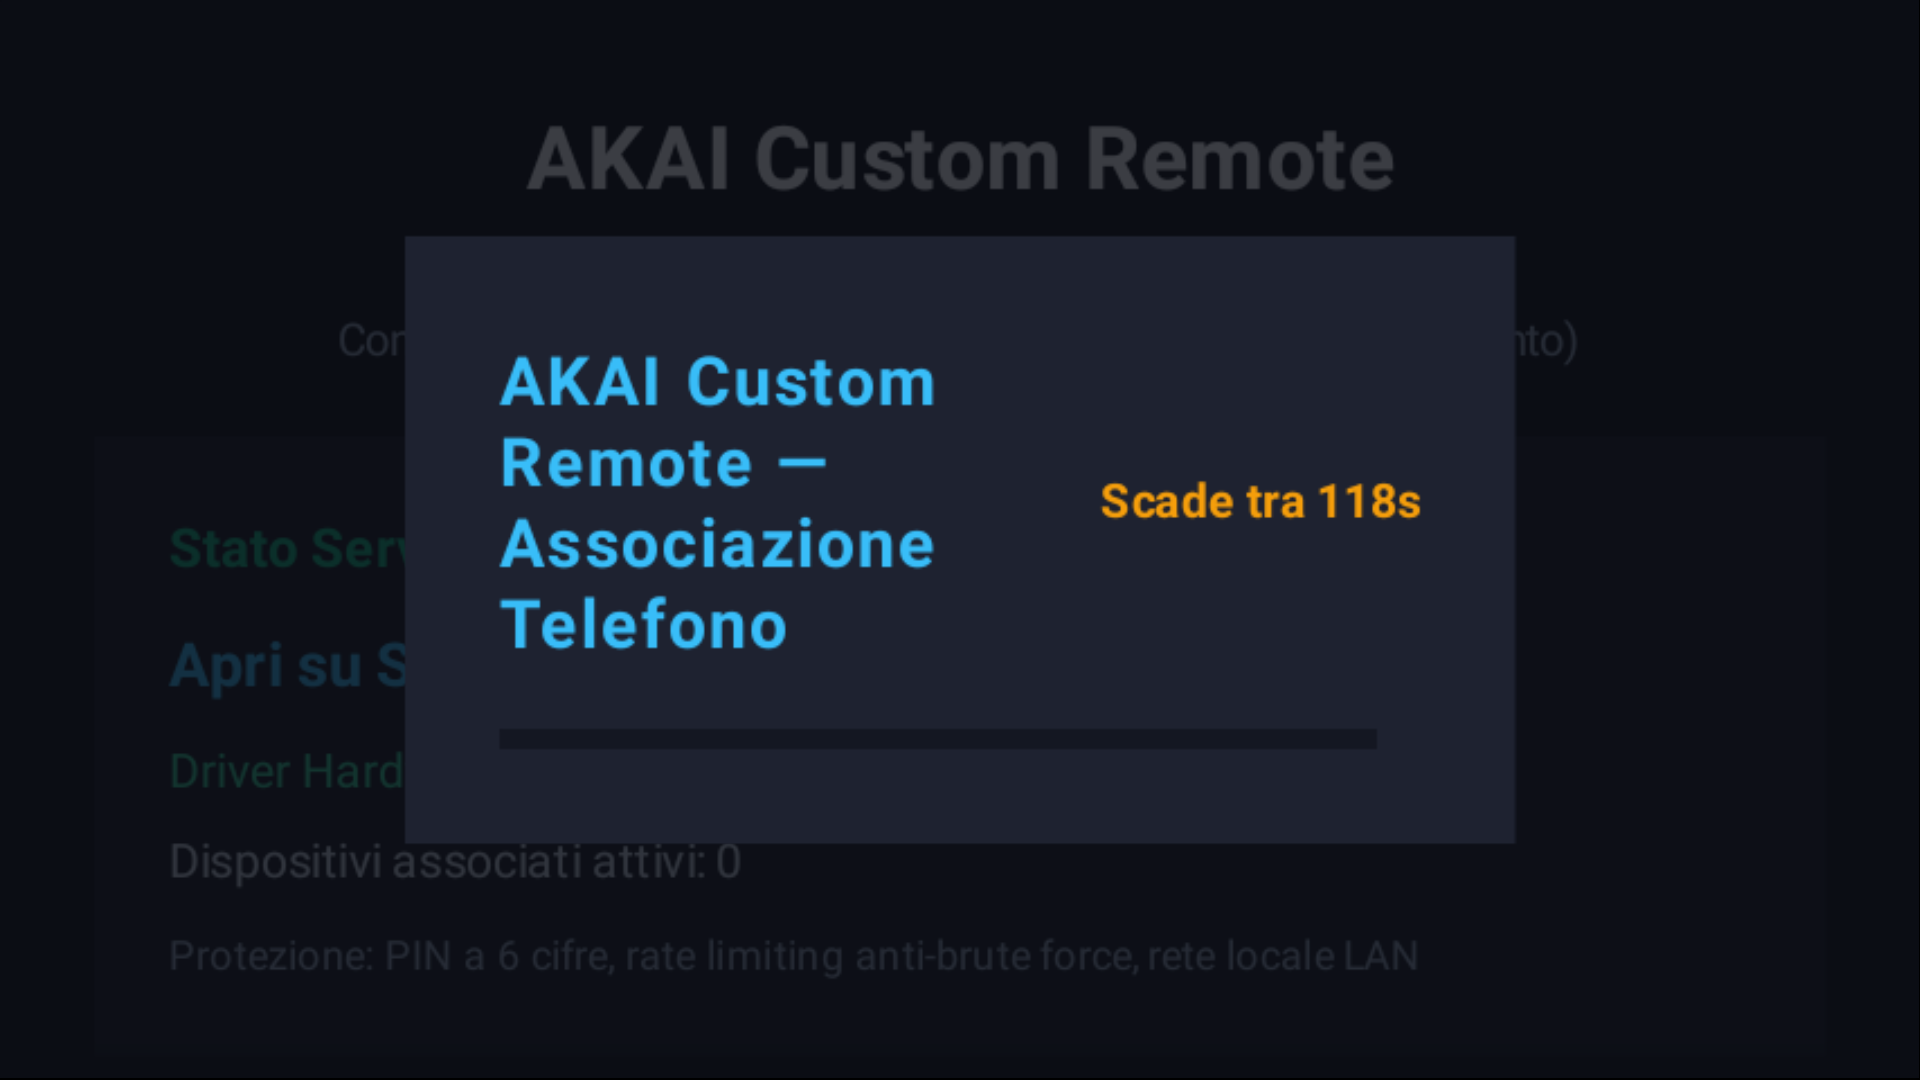 AKAI Custom Remote
Con
nto)
AKAI Custom
Remote —
Associazione
Telefono
Scade tra 118s
Stato Serv
Apri su S
Driver Hard
Dispositivi associati attivi: 0
Protezione: PIN a 6 cifre, rate limiting anti-brute force, rete locale LAN